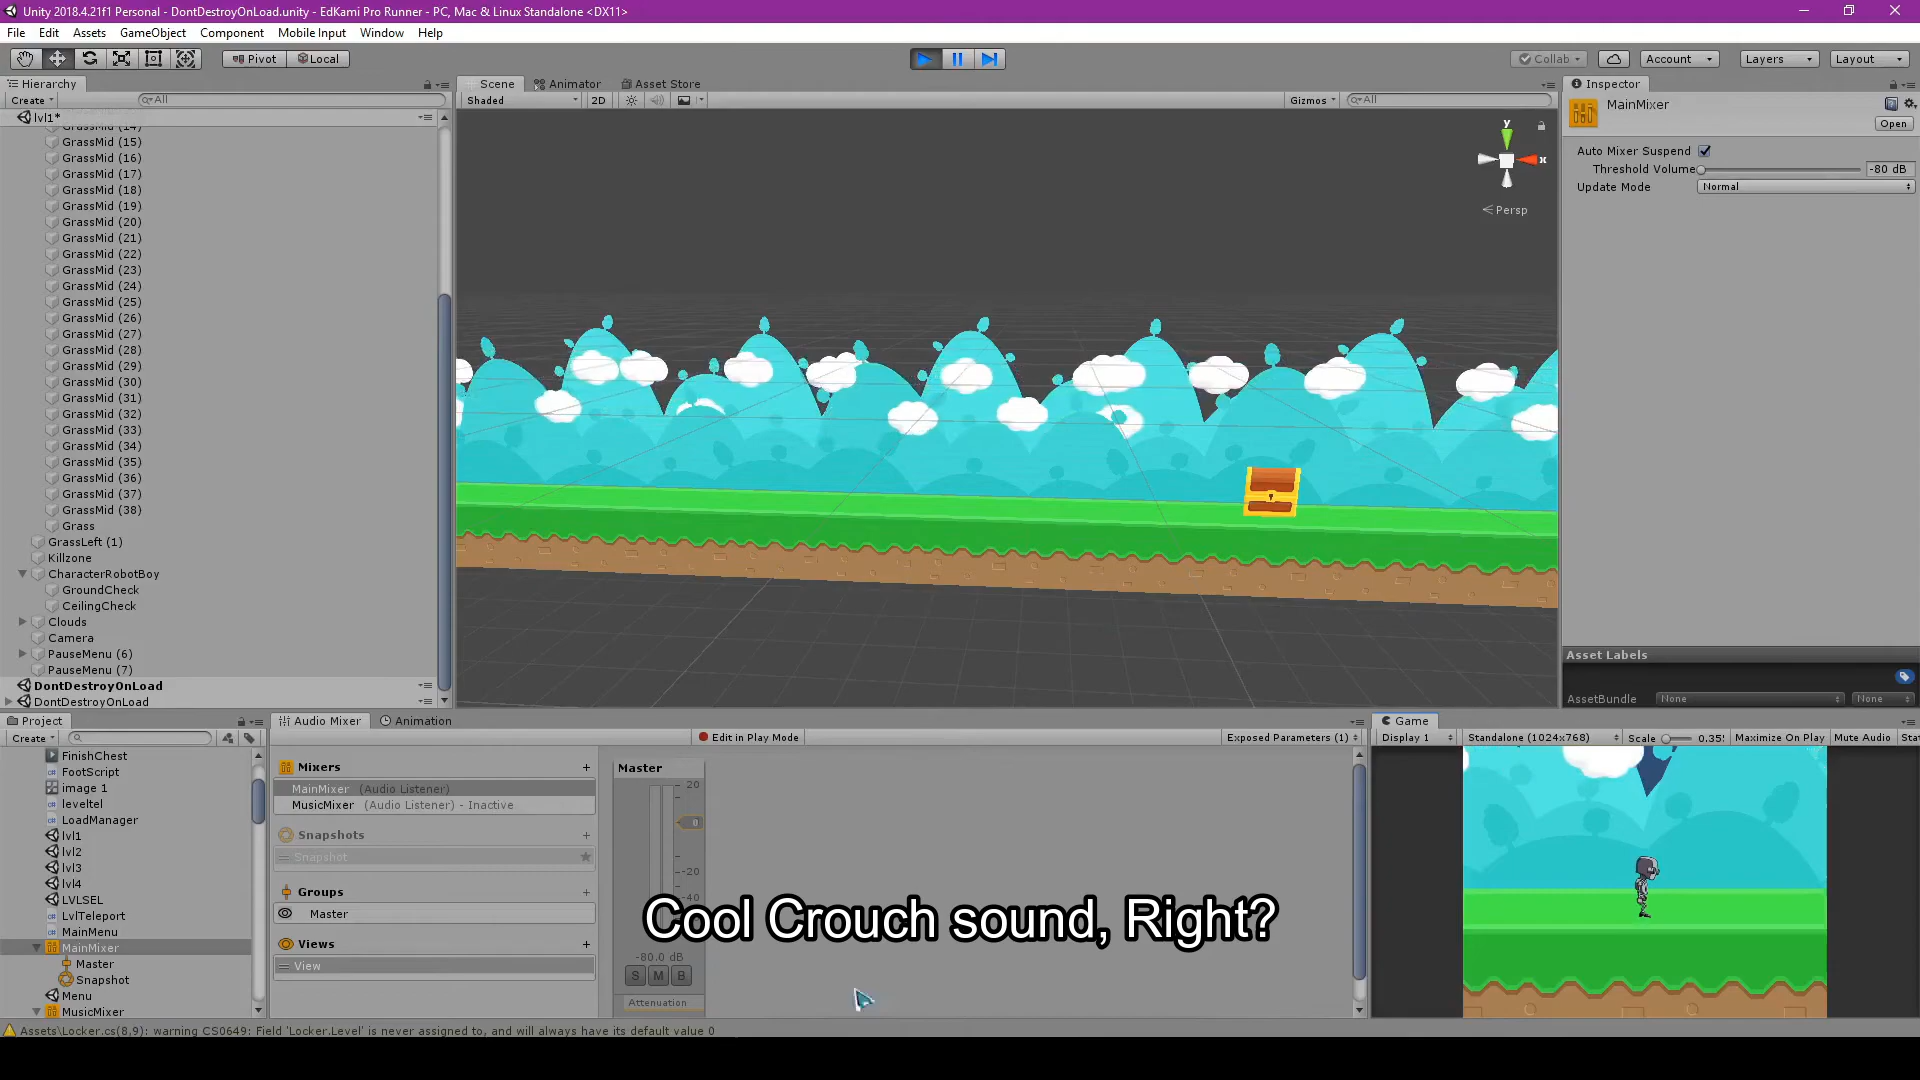 Unity 2018.4.21f1 Personal - DontDestroyOnLoad.unity - EdKami Pro Runner - PC, Mac & Linux Standalone <DX11>
File Edit Assets GameObject Component Mobile Input Window Help
Pivot Local Collab Account Layers Layout
Hierarchy Scene Animator Asset Store Inspector
Create All Shaded 2D Gizmos All
MainMixer
Open
lvl1*
GrassMid (14)
GrassMid (15)
GrassMid (16)
GrassMid (17)
GrassMid (18)
GrassMid (19)
GrassMid (20)
GrassMid (21)
GrassMid (22)
GrassMid (23)
GrassMid (24)
GrassMid (25)
GrassMid (26)
GrassMid (27)
GrassMid (28)
GrassMid (29)
GrassMid (30)
GrassMid (31)
GrassMid (32)
GrassMid (33)
GrassMid (34)
GrassMid (35)
GrassMid (36)
GrassMid (37)
GrassMid (38)
Grass
GrassLeft (1)
Killzone
CharacterRobotBoy
GroundCheck
CeilingCheck
Clouds
Camera
PauseMenu (6)
PauseMenu (7)
DontDestroyOnLoad
DontDestroyOnLoad
y
x
Persp
Auto Mixer Suspend
Threshold Volume -80 dB
Update Mode Normal
Asset Labels
AssetBundle None None
Project Audio Mixer Animation Game
Create Edit in Play Mode Exposed Parameters (1) Display 1 Standalone (1024x768) Scale 0.35 Maximize On Play Mute Audio Stat
FinishChest
FootScript
image 1
leveltel
LoadManager
lvl1
lvl2
lvl3
lvl4
LVLSEL
LvlTeleport
MainMenu
MainMixer
Master
Snapshot
Menu
MusicMixer
Mixers
MainMixer (Audio Listener)
MusicMixer (Audio Listener) - Inactive
Snapshots
Snapshot
Groups
Master
Views
View
Master
20
0
-20
-40
-80.0 dB
S M B
Attenuation
Cool Crouch sound, Right?
Assets\Locker.cs(8,9): warning CS0649: Field 'Locker.Level' is never assigned to, and will always have its default value 0